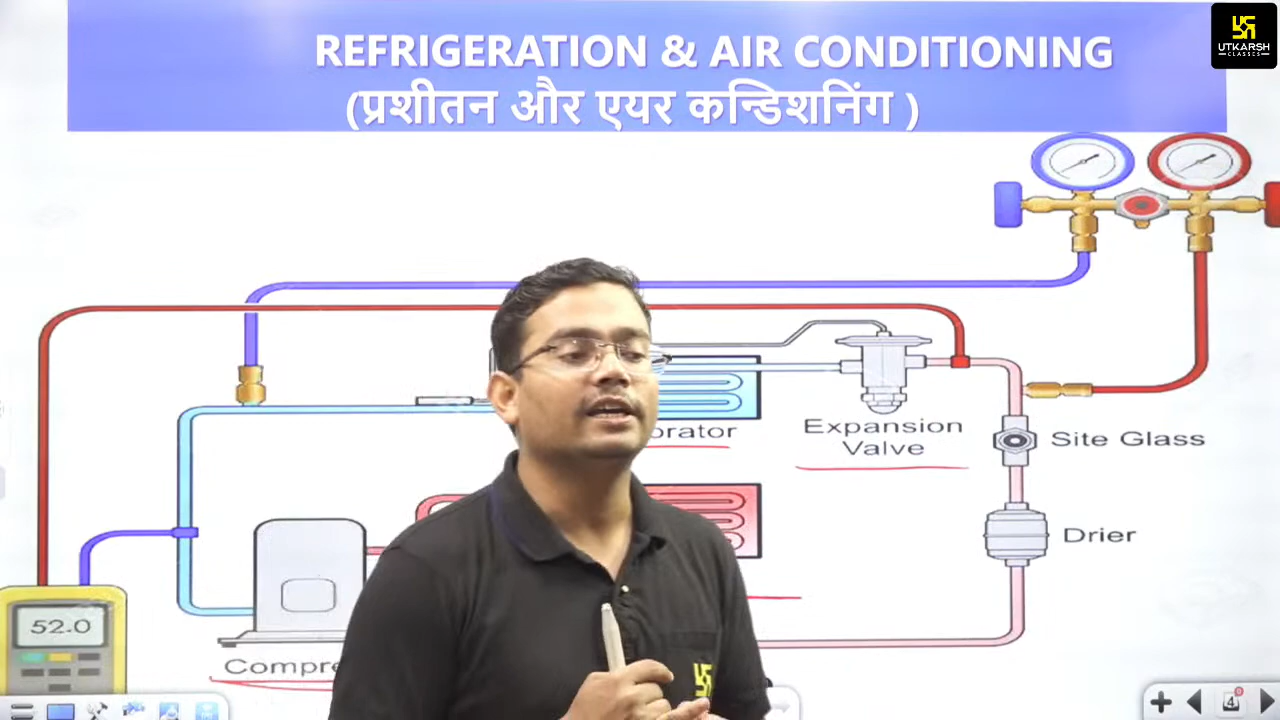 REFRIGERATION & AIR CONDITIONING
(प्रशीतन और एयर कन्डिशनिंग )
UTKARSH
CLASSES
Expansion
Valve
Site Glass
Drier
52.0
4